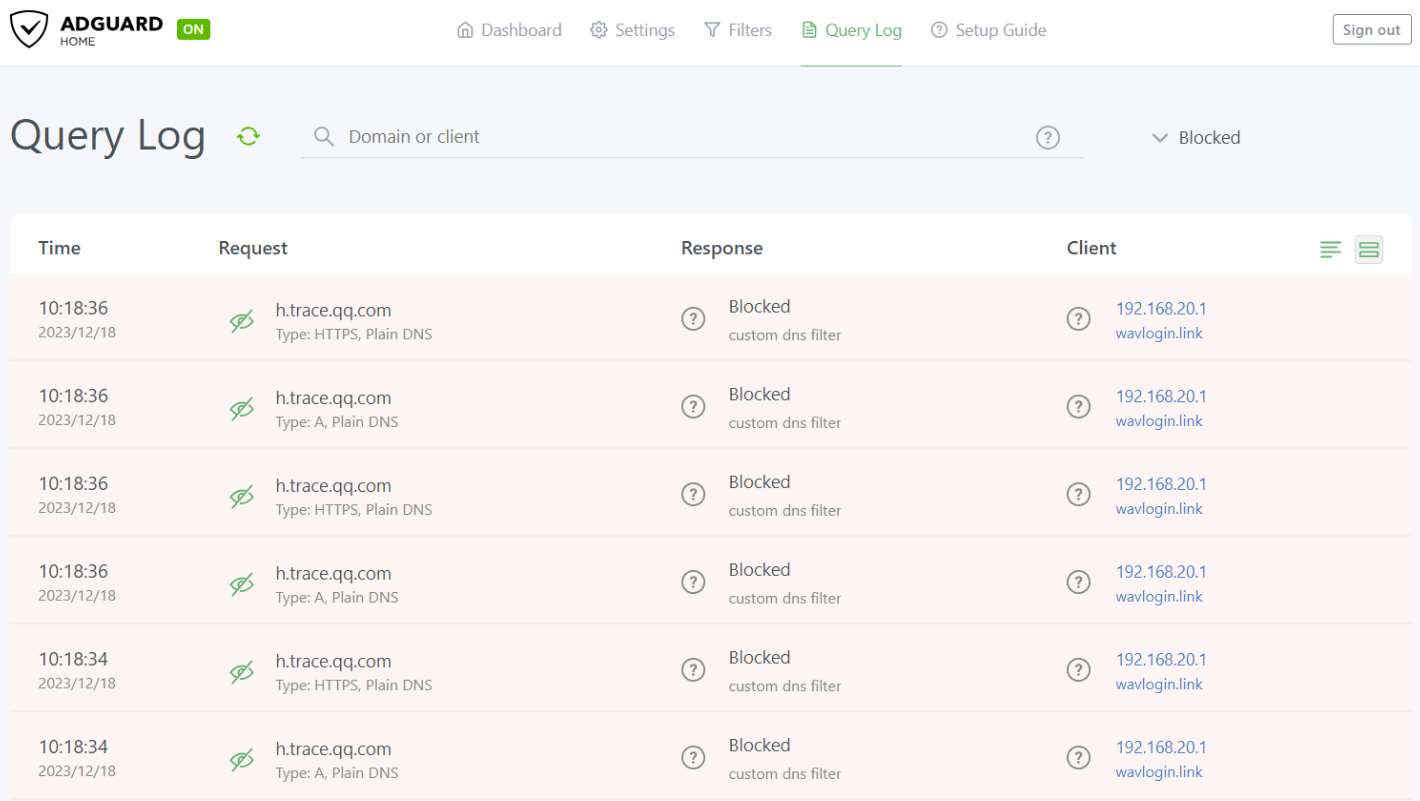 ADGUARD
HOME
ON
Dashboard
Settings
Filters
Query Log
Setup Guide
Sign out
Query Log
Domain or client
?
Blocked
Time Request Response Client
10:18:36 h.trace.qq.com ? Blocked ? 192.168.20.1
2023/12/18 Type: HTTPS, Plain DNS custom dns filter wavlogin.link
10:18:36 h.trace.qq.com ? Blocked ? 192.168.20.1
2023/12/18 Type: A, Plain DNS custom dns filter wavlogin.link
10:18:36 h.trace.qq.com ? Blocked ? 192.168.20.1
2023/12/18 Type: HTTPS, Plain DNS custom dns filter wavlogin.link
10:18:36 h.trace.qq.com ? Blocked ? 192.168.20.1
2023/12/18 Type: A, Plain DNS custom dns filter wavlogin.link
10:18:34 h.trace.qq.com ? Blocked ? 192.168.20.1
2023/12/18 Type: HTTPS, Plain DNS custom dns filter wavlogin.link
10:18:34 h.trace.qq.com ? Blocked ? 192.168.20.1
2023/12/18 Type: A, Plain DNS custom dns filter wavlogin.link